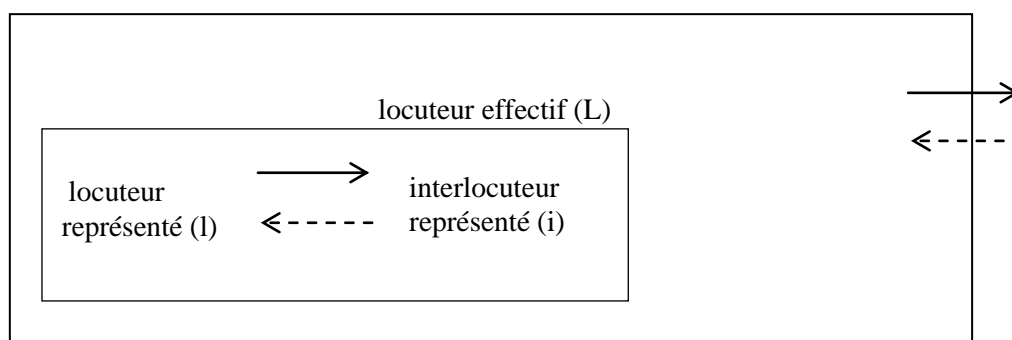 locuteur effectif (L)
locuteur
représenté (l)
interlocuteur
représenté (i)